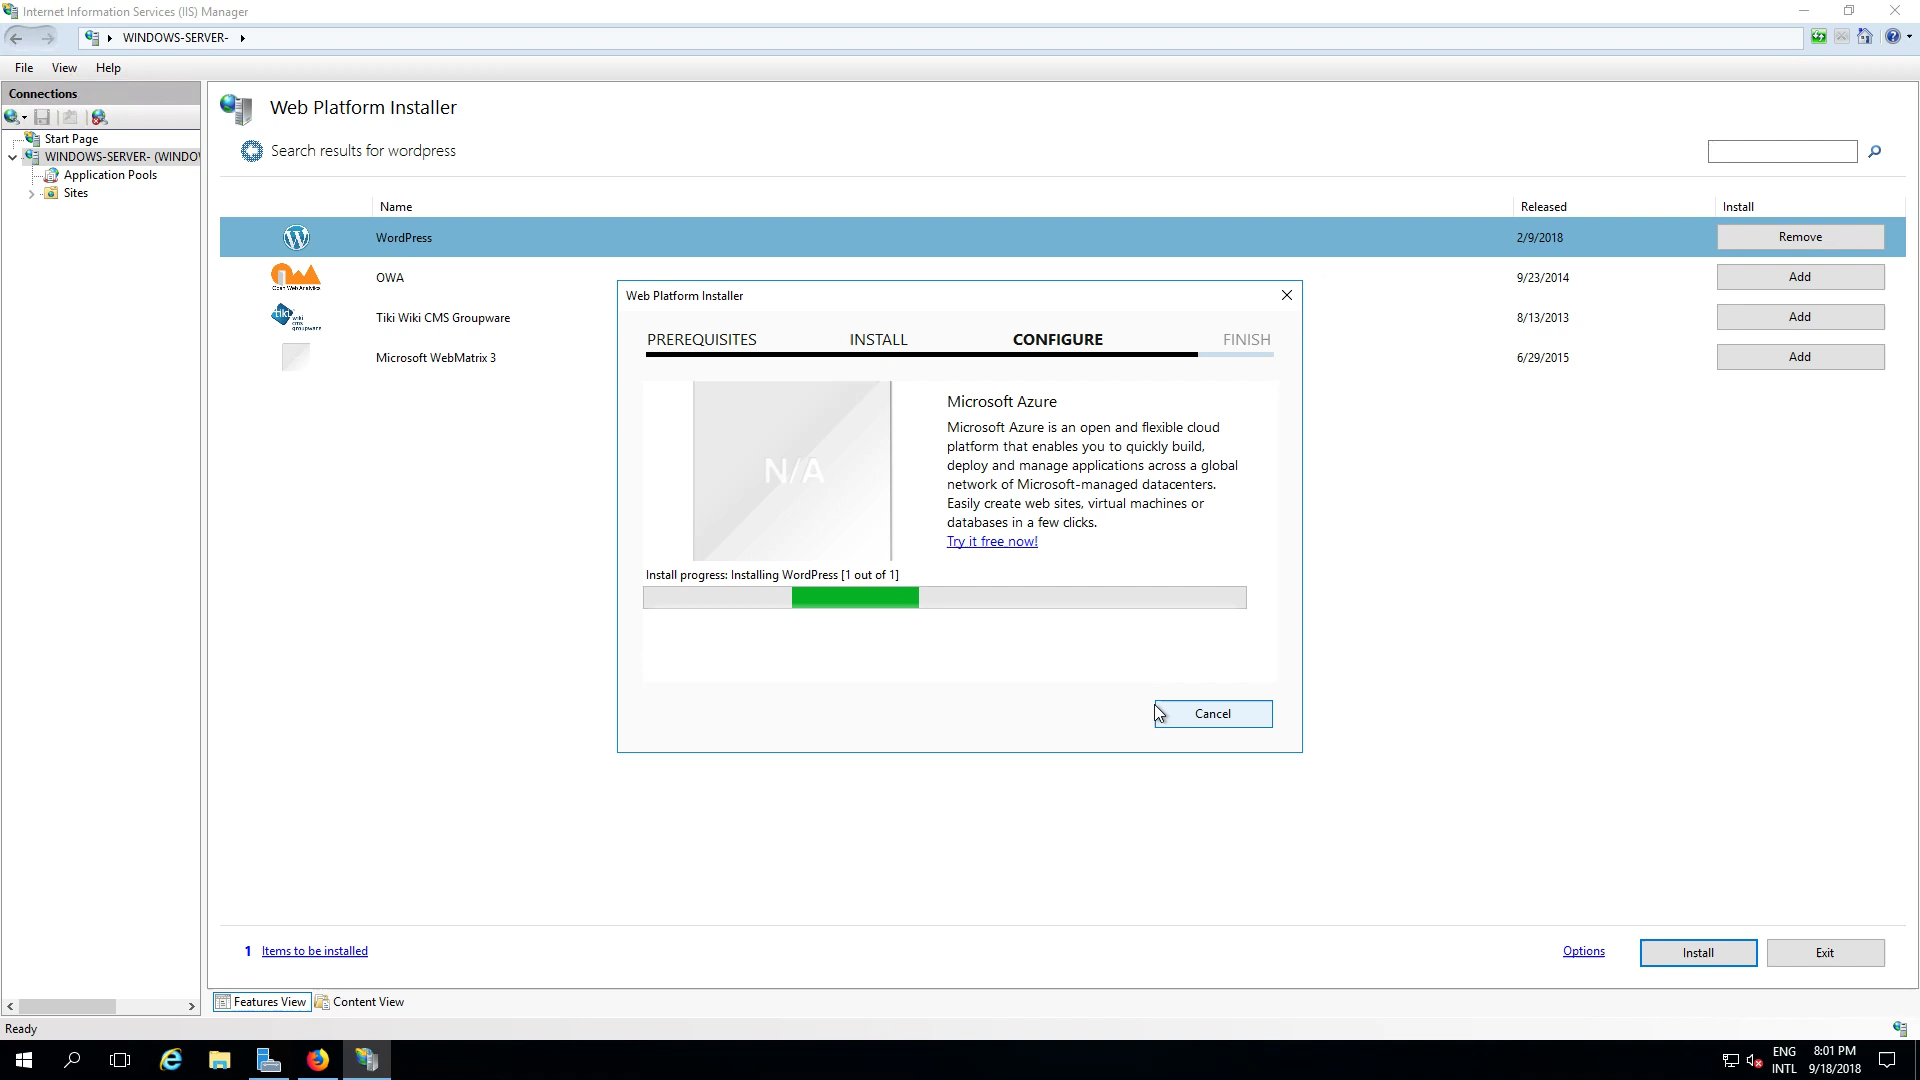 Internet Information Services (IIS) Manager
WINDOWS-SERVER-
File View Help
Connections
Start Page
WINDOWS-SERVER- (WINDO
Application Pools
Sites
Web Platform Installer
Search results for wordpress
Name Released Install
WordPress 2/9/2018 Remove
OWA 9/23/2014 Add
Open Web Analytics
Tiki Wiki CMS Groupware 8/13/2013 Add
tiki
wiki
cms
groupware
Microsoft WebMatrix 3 6/29/2015 Add
Web Platform Installer
PREREQUISITES INSTALL CONFIGURE FINISH
N/A
Microsoft Azure
Microsoft Azure is an open and flexible cloud
platform that enables you to quickly build,
deploy and manage applications across a global
network of Microsoft-managed datacenters.
Easily create web sites, virtual machines or
databases in a few clicks.
Try it free now!
Install progress: Installing WordPress [1 out of 1]
Cancel
1 Items to be installed
Options Install Exit
Features View Content View
Ready
ENG 8:01 PM
INTL 9/18/2018